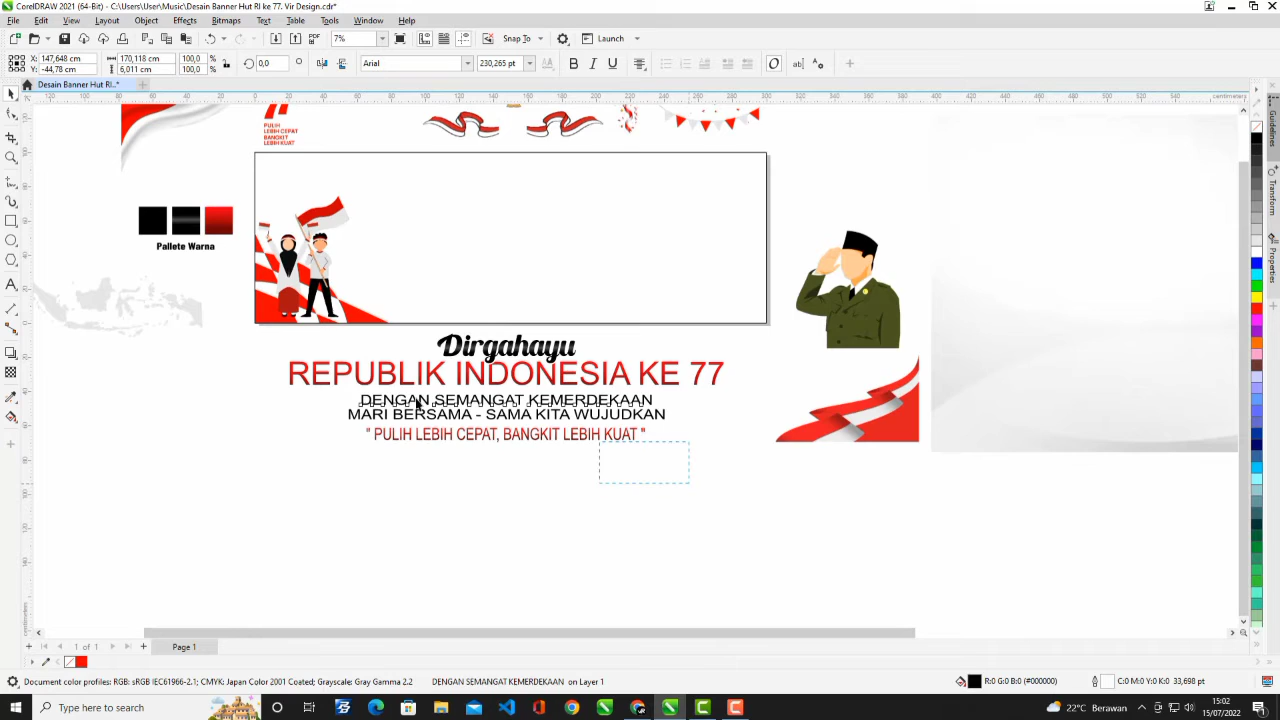 CorelDRAW 2021 (64-Bit) - C:\Users\User\Music\Desain Banner Hut RI ke 77. Vir Design.cdr*
File Edit View Layout Object Effects Bitmaps Text Table Tools Window Help
PDF 7% Snap To Launch
X: 147,648 cm 170,118 cm 100,0 % 0,0 Arial 230,265 pt
Y: -44,78 cm 6,011 cm 100,0 %
Desain Banner Hut RI...*
PULIH
LEBIH CEPAT
BANGKIT
LEBIH KUAT
Pallete Warna
Dirgahayu
REPUBLIK INDONESIA KE 77
DENGAN SEMANGAT KEMERDEKAAN
MARI BERSAMA - SAMA KITA WUJUDKAN
" PULIH LEBIH CEPAT, BANGKIT LEBIH KUAT "
Guidelines
Transform
Properties
1 of 1 Page 1
Document color profiles: RGB: sRGB IEC61966-2.1; CMYK: Japan Color 2001 Coated; Grayscale: Gray Gamma 2.2 DENGAN SEMANGAT KEMERDEKAAN on Layer 1 R:0 G:0 B:0 (#000000) C:0 M:0 Y:0 K:0 33,698 pt
Type here to search 22°C Berawan 15:02
15/07/2022